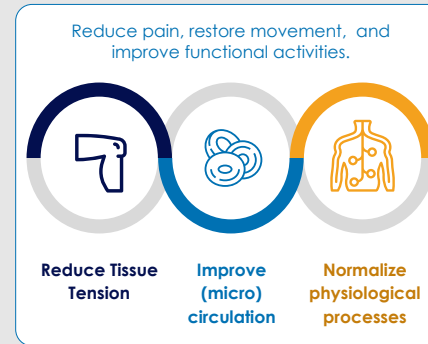 Reduce pain, restore movement, and
improve functional activities.
Reduce Tissue
Tension
Improve
(micro)
circulation
Normalize
physiological
processes